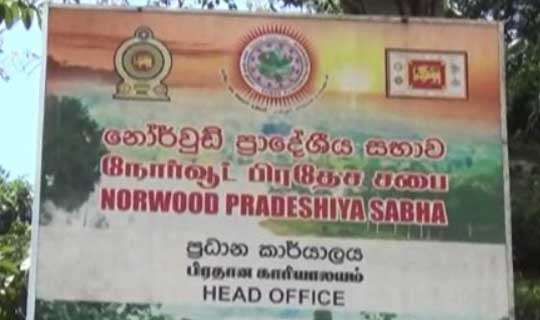 නෝර්වුඩ් ප්‍රාදේශීය සභාව
நோர்வூட் பிரதேச சபை
NORWOOD PRADESHIYA SABHA
ප්‍රධාන කාර්යාලය
பிரதான காரியாலயம்
HEAD OFFICE